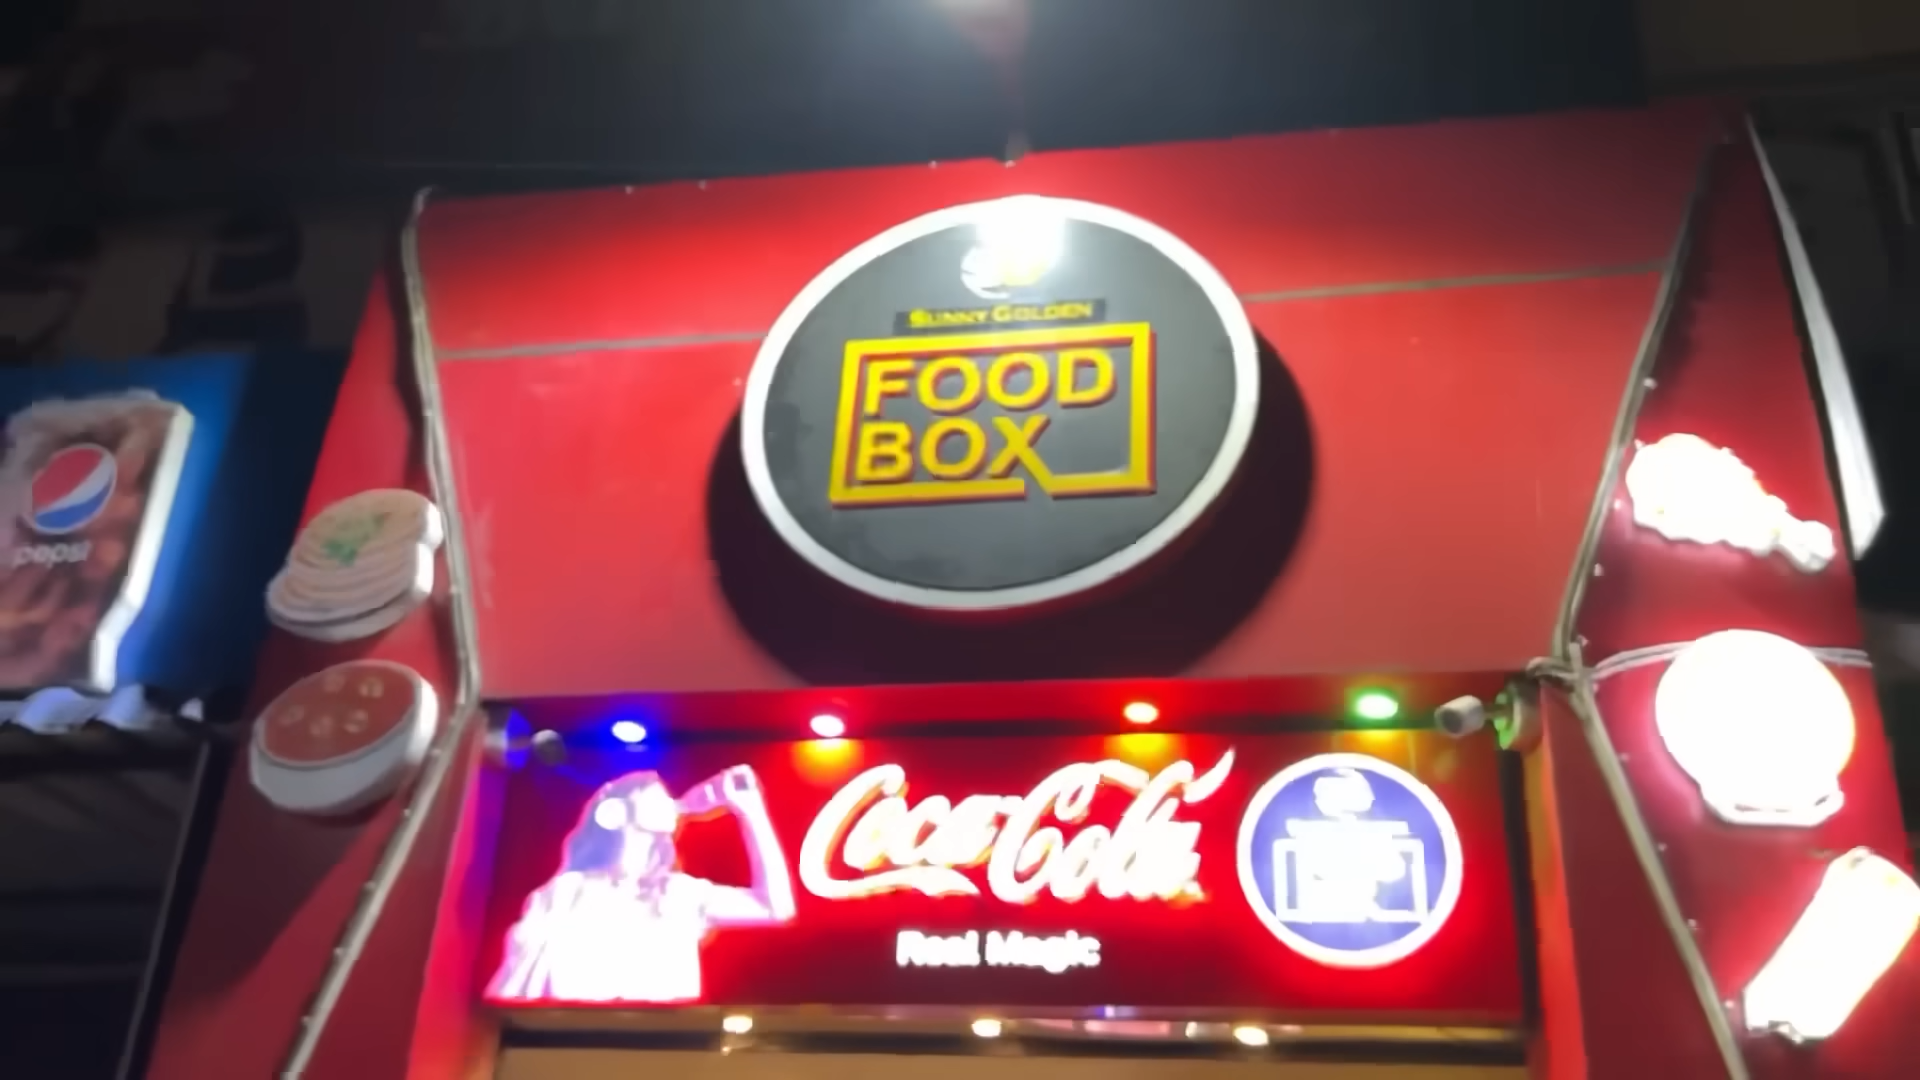 SUNNY GOLDEN
FOOD
BOX
pepsi
Coca-Cola
Real Magic